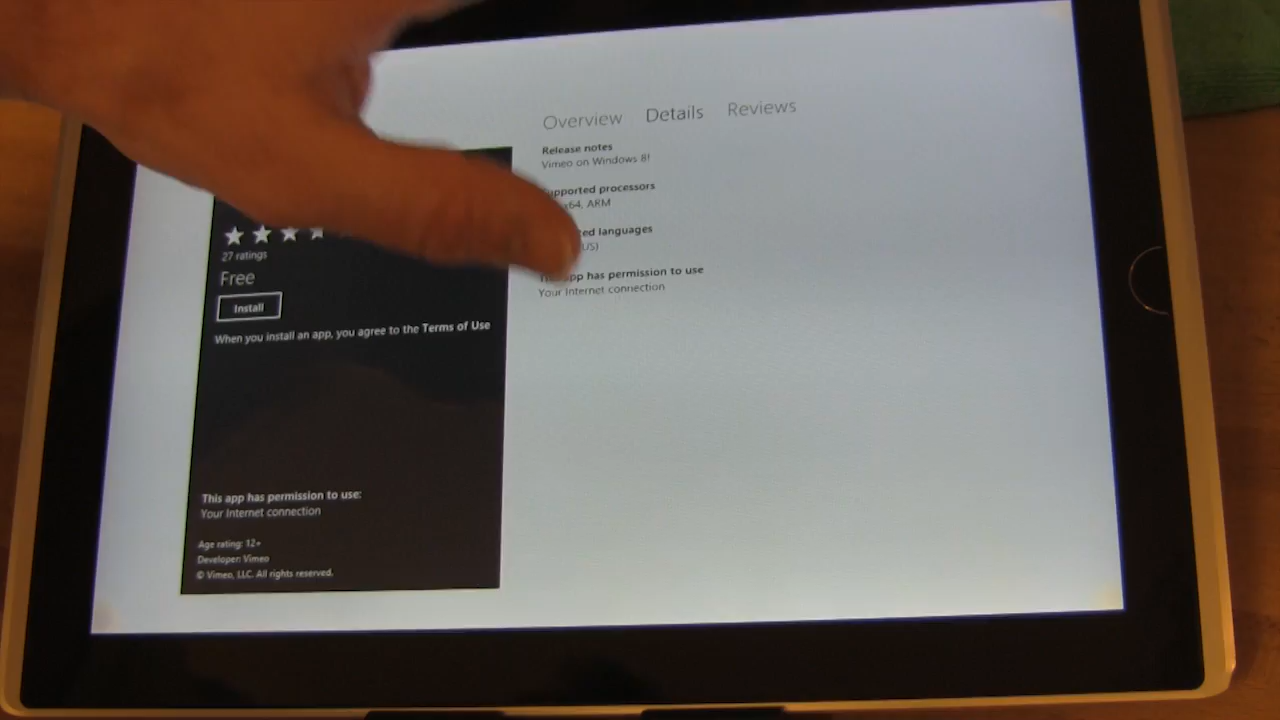 Overview Details Reviews
Release notes
Vimeo on Windows 8!
processors
x64, ARM
languages
US)
27 ratings
Free
Install
When you install an app, you agree to the Terms of Use
app has permission to use
Your Internet connection
This app has permission to use:
Your Internet connection
Age rating: 12+
Developer: Vimeo
© Vimeo, LLC. All rights reserved.